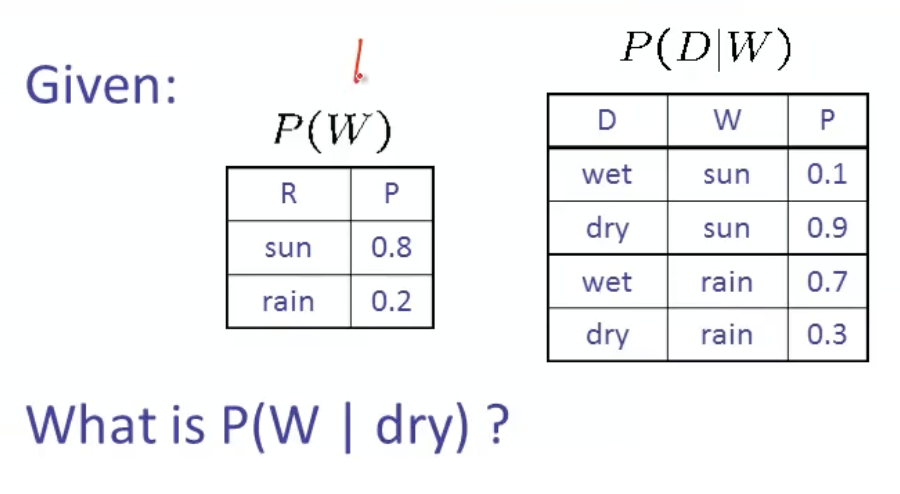 Given:
P(W)
R P
sun 0.8
rain 0.2
P(D|W)
D W P
wet sun 0.1
dry sun 0.9
wet rain 0.7
dry rain 0.3
What is P(W | dry) ?